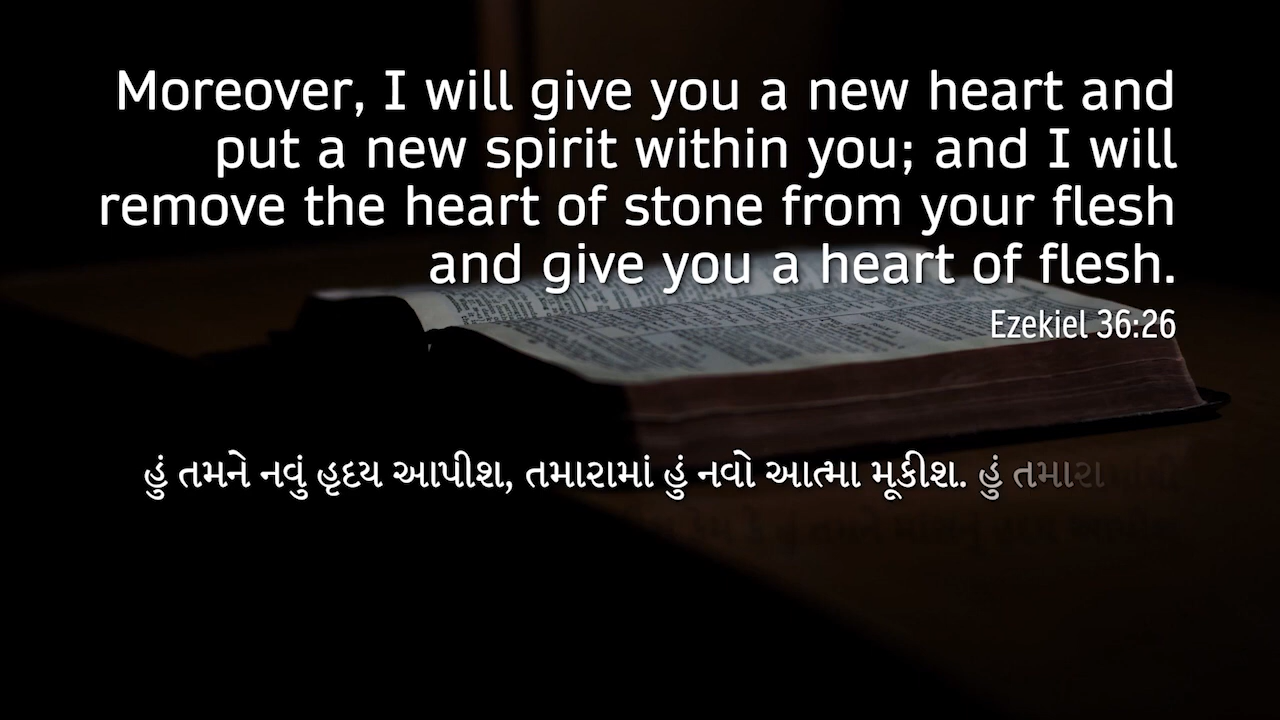 Moreover, I will give you a new heart and
put a new spirit within you; and I will
remove the heart of stone from your flesh
and give you a heart of flesh.
Ezekiel 36:26
હું તમને નવું હૃદય આપીશ, તમારામાં હું નવો આત્મા મૂકીશ. હું તમારા